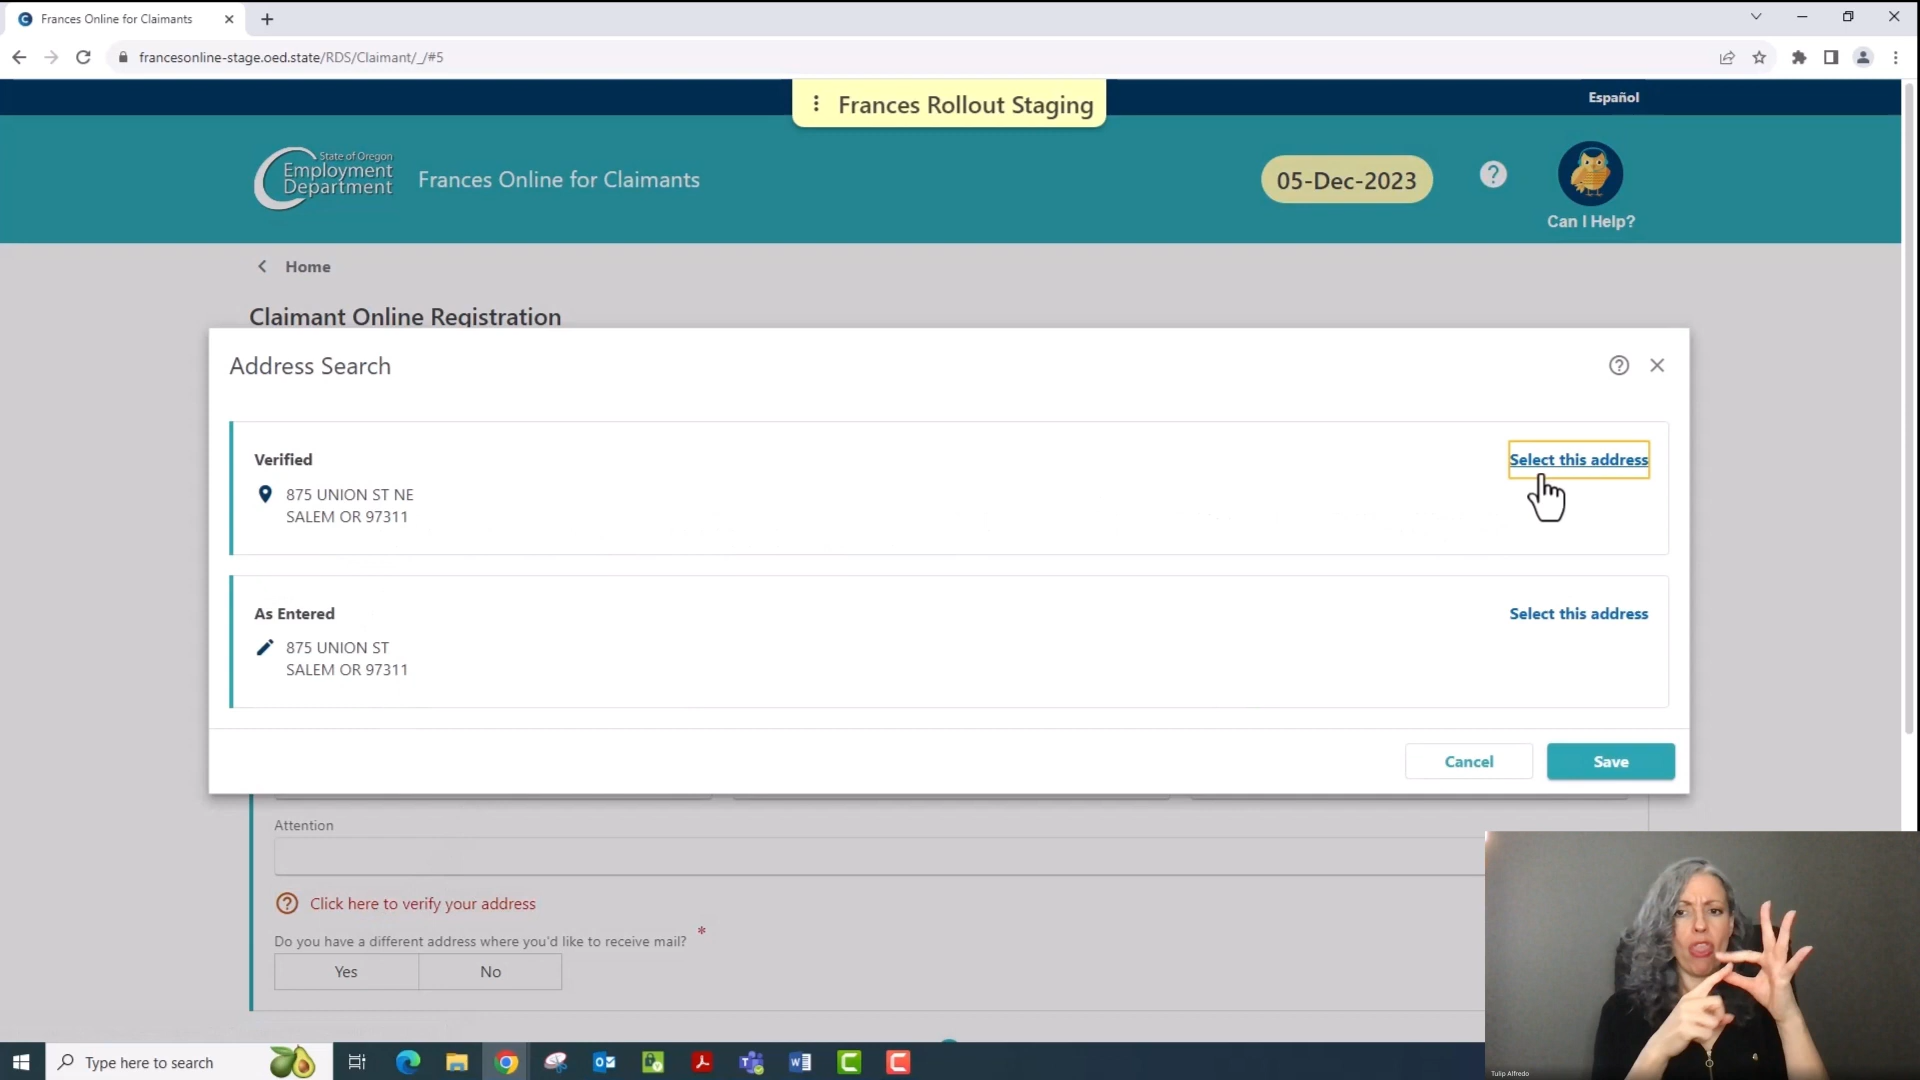 Frances Online for Claimants
francesonline-stage.oed.state/RDS/Claimant/_/#5
Frances Rollout Staging
Español
State of Oregon
Employment
Department
Frances Online for Claimants
05-Dec-2023
Can I Help?
Home
Claimant Online Registration
Address Search
Verified
Select this address
875 UNION ST NE
SALEM OR 97311
As Entered
Select this address
875 UNION ST
SALEM OR 97311
Cancel
Save
Attention
Click here to verify your address
Do you have a different address where you'd like to receive mail? *
Yes
No
Type here to search
Tulip Alfredo